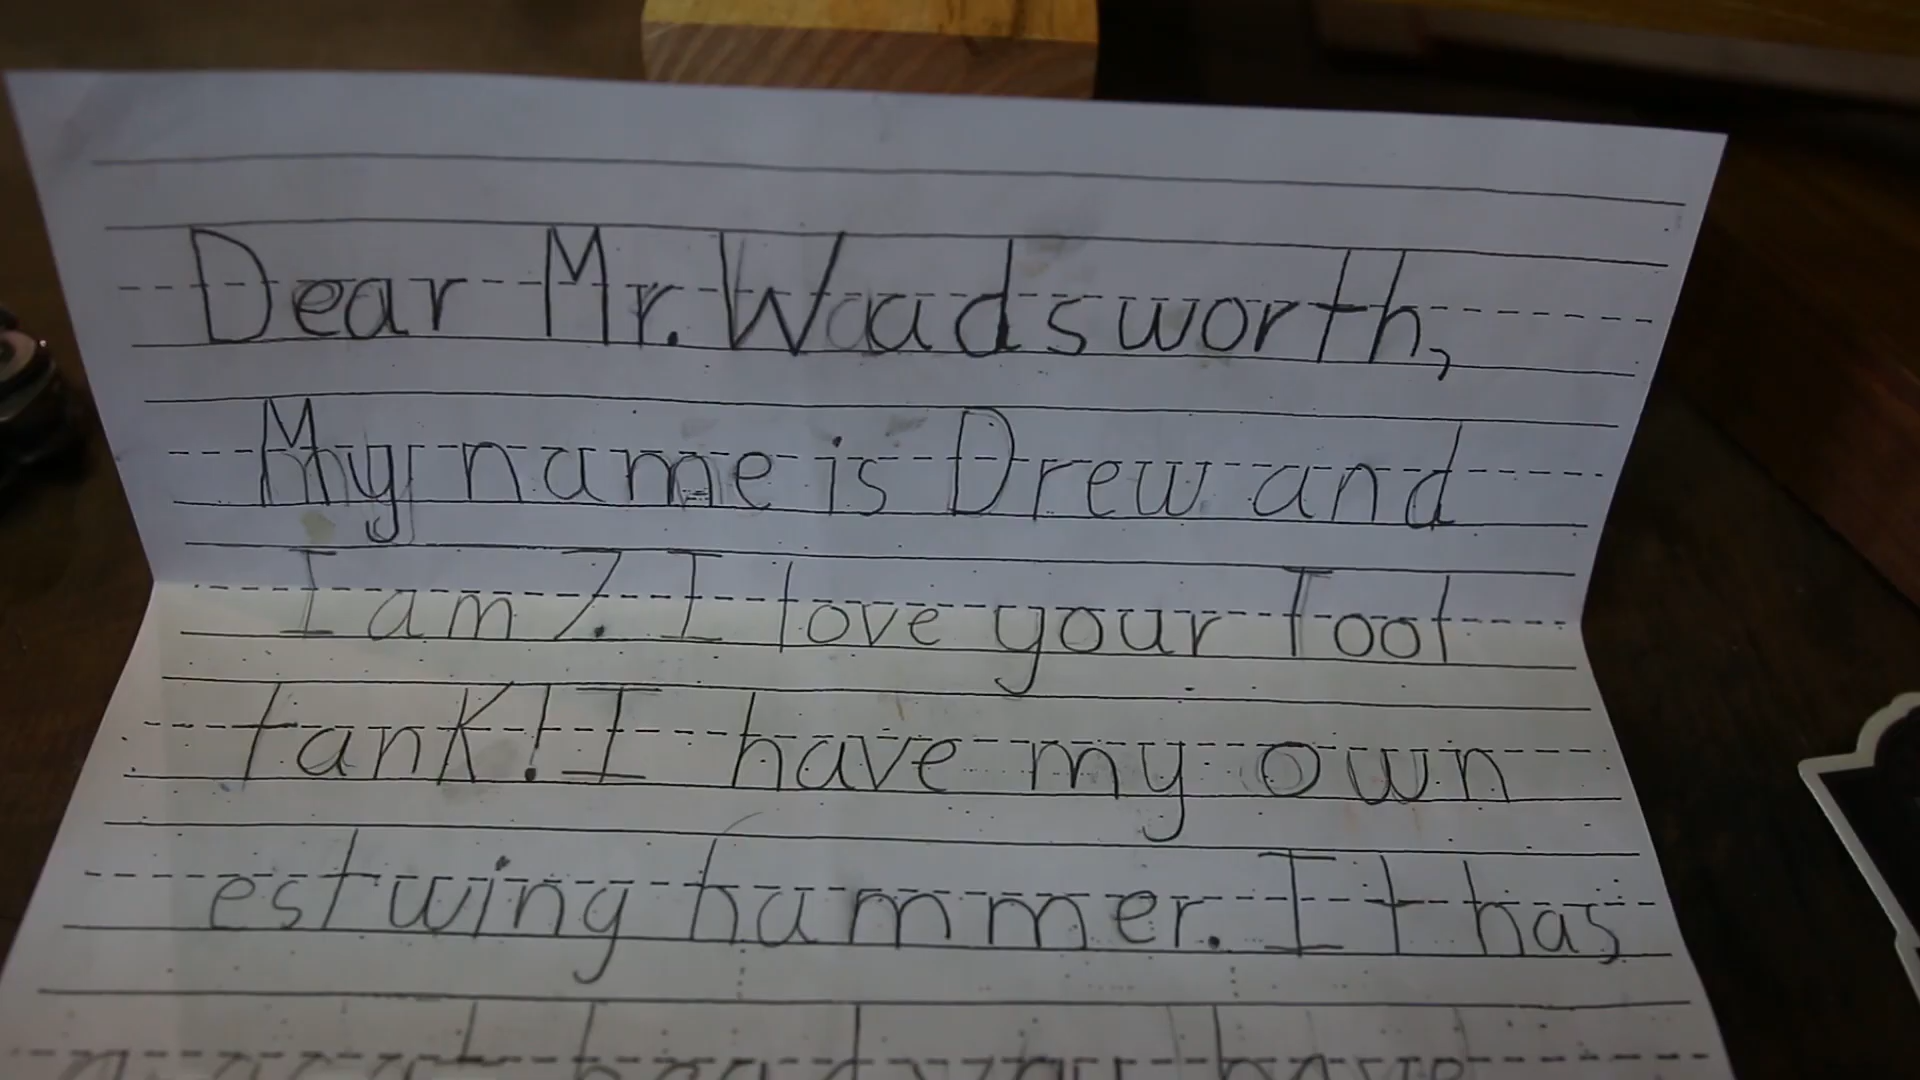 Dear Mr. Waadsworth,
My name is Drew and
I am 7. I love your Tool
tank! I have my own
estwing hammer. It has